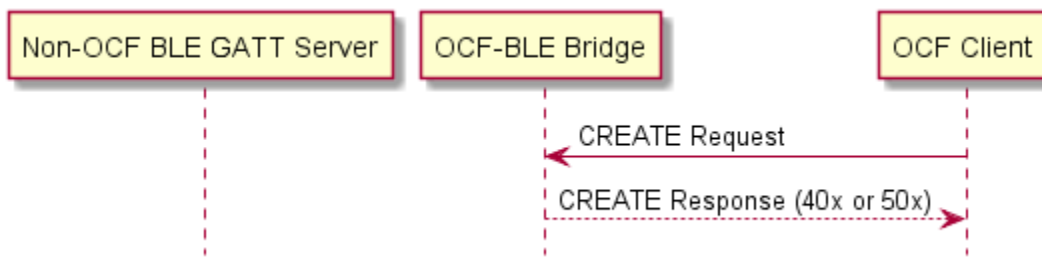 Non-OCF BLE GATT Server
OCF-BLE Bridge
OCF Client
CREATE Request
CREATE Response (40x or 50x)